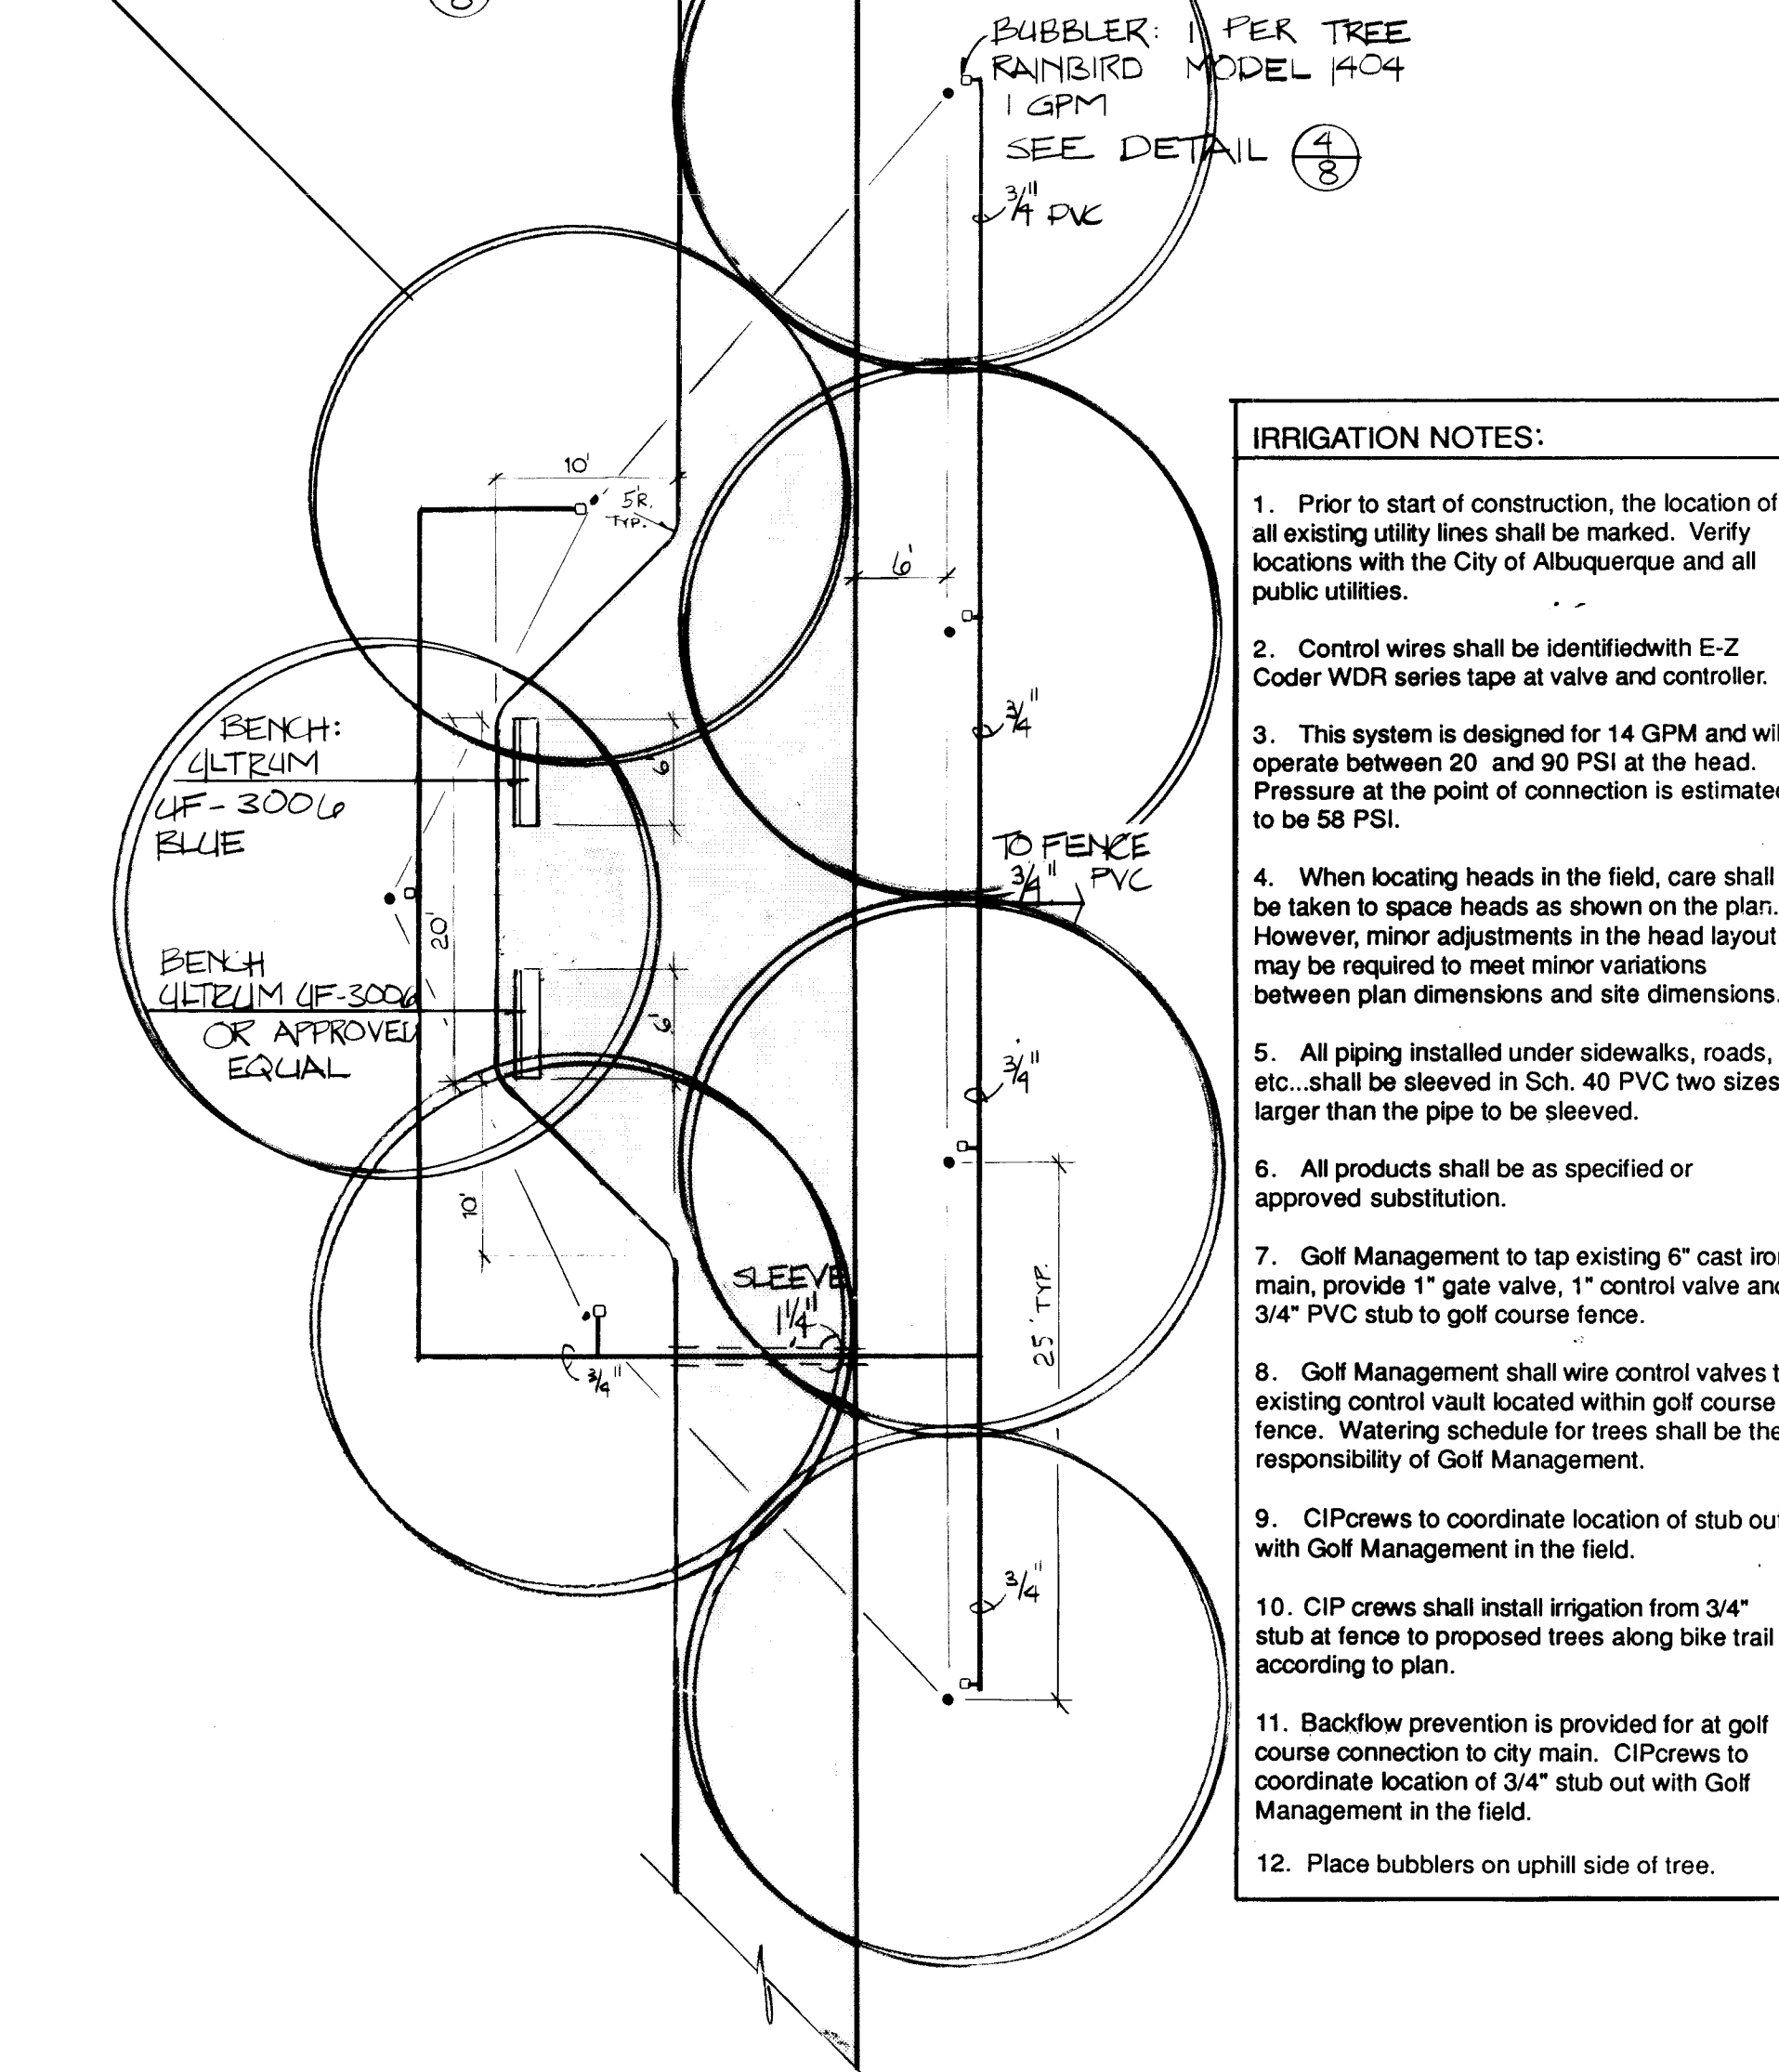 BUBBLER: 1 PER TREE
RAINBIRD MODEL 1404
1 GPM
SEE DETAIL 4/8
3/4" PVC
10'
5'R.
TYP.
6'
3/4"
BENCH:
ULTRUM
UF-3006
BLUE
6'
TO FENCE
3/4" PVC
20'
BENCH
ULTRUM UF-3006
OR APPROVED
EQUAL
6'
3/4"
10'
SLEEVE
1 1/4"
25' TYP.
3/4"
3/4"
IRRIGATION NOTES:
1. Prior to start of construction, the location of
all existing utility lines shall be marked. Verify
locations with the City of Albuquerque and all
public utilities.
2. Control wires shall be identifiedwith E-Z
Coder WDR series tape at valve and controller.
3. This system is designed for 14 GPM and wil
operate between 20 and 90 PSI at the head.
Pressure at the point of connection is estimated
to be 58 PSI.
4. When locating heads in the field, care shall
be taken to space heads as shown on the plan.
However, minor adjustments in the head layout
may be required to meet minor variations
between plan dimensions and site dimensions.
5. All piping installed under sidewalks, roads,
etc...shall be sleeved in Sch. 40 PVC two sizes
larger than the pipe to be sleeved.
6. All products shall be as specified or
approved substitution.
7. Golf Management to tap existing 6" cast iron
main, provide 1" gate valve, 1" control valve and
3/4" PVC stub to golf course fence.
8. Golf Management shall wire control valves t
existing control vault located within golf course
fence. Watering schedule for trees shall be the
responsibility of Golf Management.
9. CIPcrews to coordinate location of stub out
with Golf Management in the field.
10. CIP crews shall install irrigation from 3/4"
stub at fence to proposed trees along bike trail
according to plan.
11. Backflow prevention is provided for at golf
course connection to city main. CIPcrews to
coordinate location of 3/4" stub out with Golf
Management in the field.
12. Place bubblers on uphill side of tree.